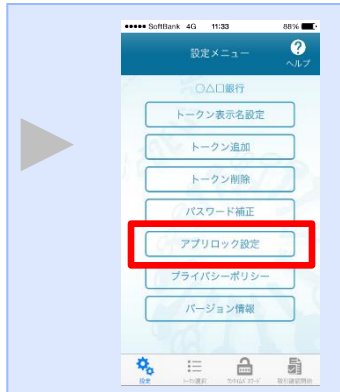 ●●●●● SoftBank 4G 11:33 88%
設定メニュー
?
ヘルプ
○△□銀行
トークン表示名設定
トークン追加
トークン削除
パスワード補正
アプリロック設定
プライバシーポリシー
バージョン情報
設定